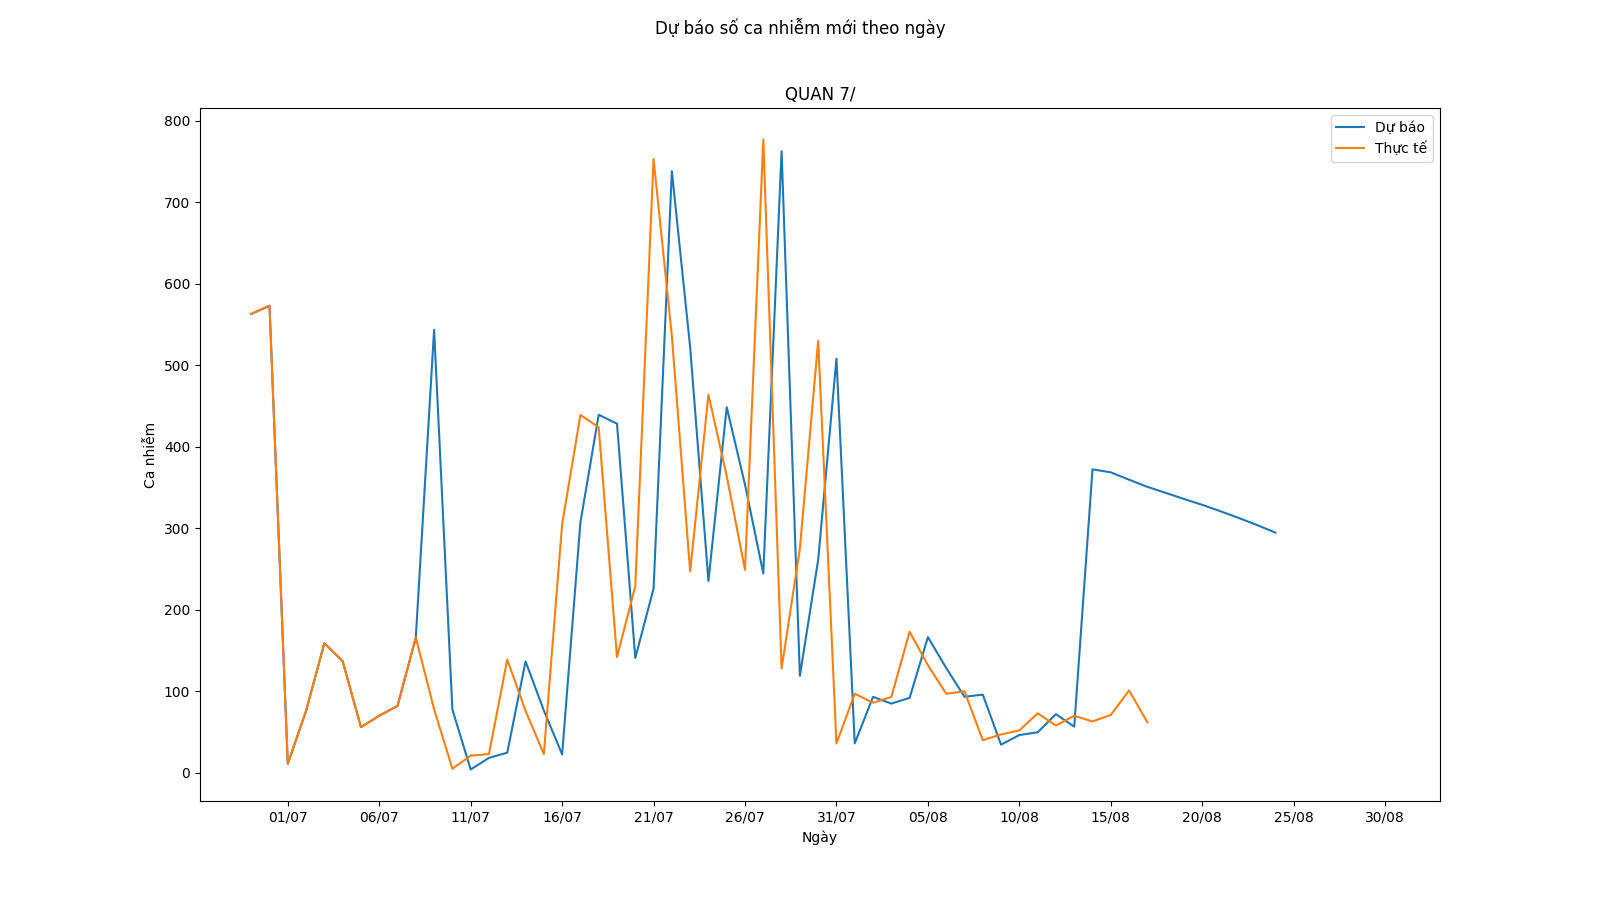 Dự báo số ca nhiễm mới theo ngày
QUAN 7/
Dự báo
Thực tế
800
700
600
500
400
300
200
100
0
Ca nhiễm
01/07 06/07 11/07 16/07 21/07 26/07 31/07 05/08 10/08 15/08 20/08 25/08 30/08
Ngày